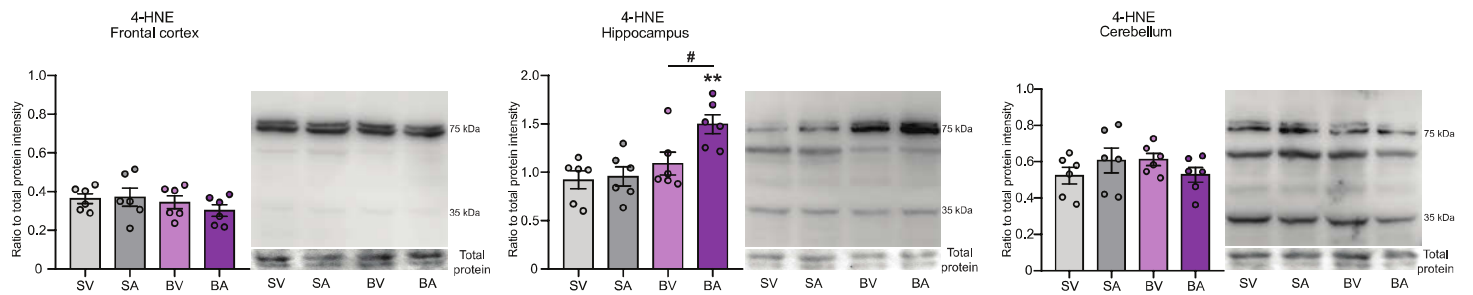 4-HNE
Frontal cortex
Ratio to total protein intensity
1.0
0.8
0.6
0.4
0.2
0
SV SA BV BA
75 kDa
35 kDa
Total
protein
SV SA BV BA
4-HNE
Hippocampus
Ratio to total protein intensity
2.0
1.5
1.0
0.5
0
#
**
SV SA BV BA
75 kDa
35 kDa
Total
protein
SV SA BV BA
4-HNE
Cerebellum
Ratio to total protein intensity
1.0
0.8
0.6
0.4
0.2
0
SV SA BV BA
75 kDa
35 kDa
Total
protein
SV SA BV BA